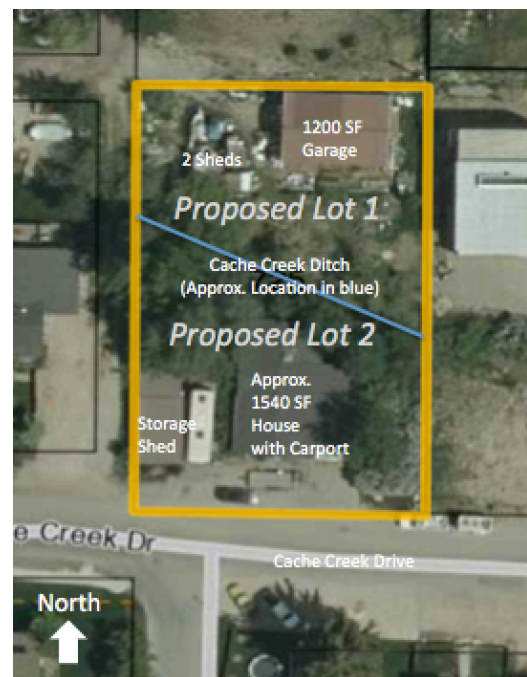 1200 SF
Garage
2 Sheds
Proposed Lot 1
Cache Creek Ditch
(Approx. Location in blue)
Proposed Lot 2
Approx.
1540 SF
House
with Carport
Storage
Shed
e Creek Dr
Cache Creek Drive
North